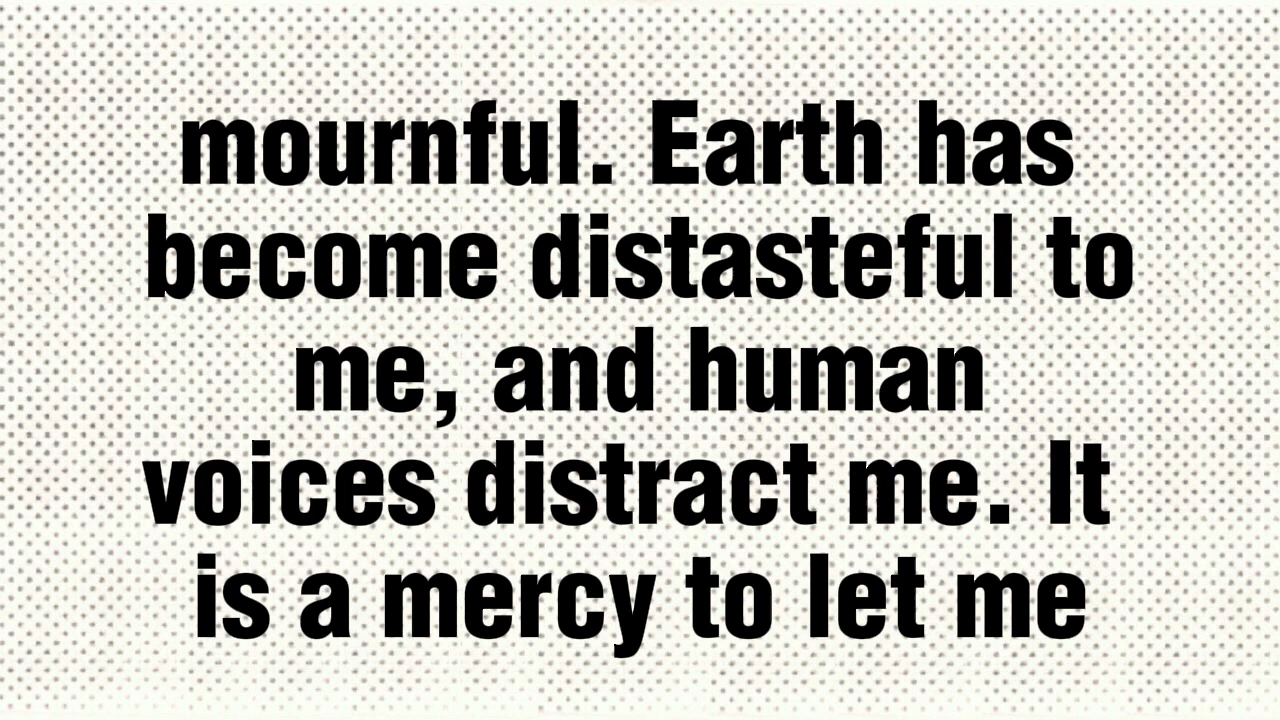 mournful. Earth has
become distasteful to
me, and human
voices distract me. It
is a mercy to let me